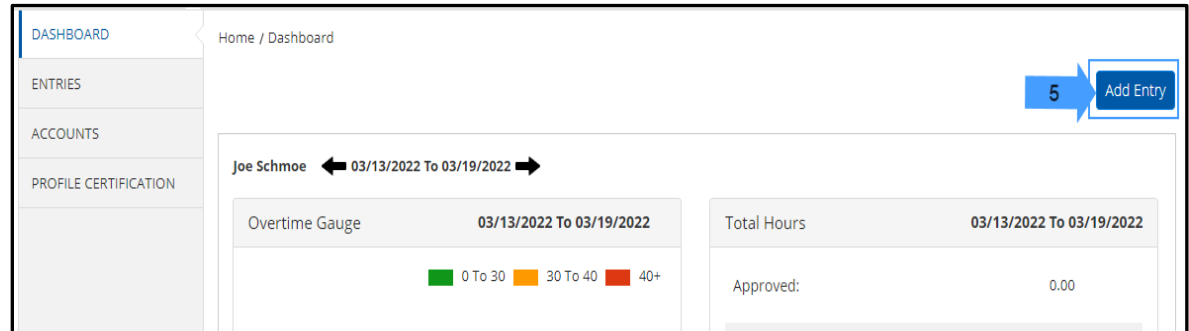 DASHBOARD
Home / Dashboard
ENTRIES
5
Add Entry
ACCOUNTS
Joe Schmoe 03/13/2022 To 03/19/2022
PROFILE CERTIFICATION
Overtime Gauge 03/13/2022 To 03/19/2022
Total Hours 03/13/2022 To 03/19/2022
0 To 30 30 To 40 40+
Approved: 0.00